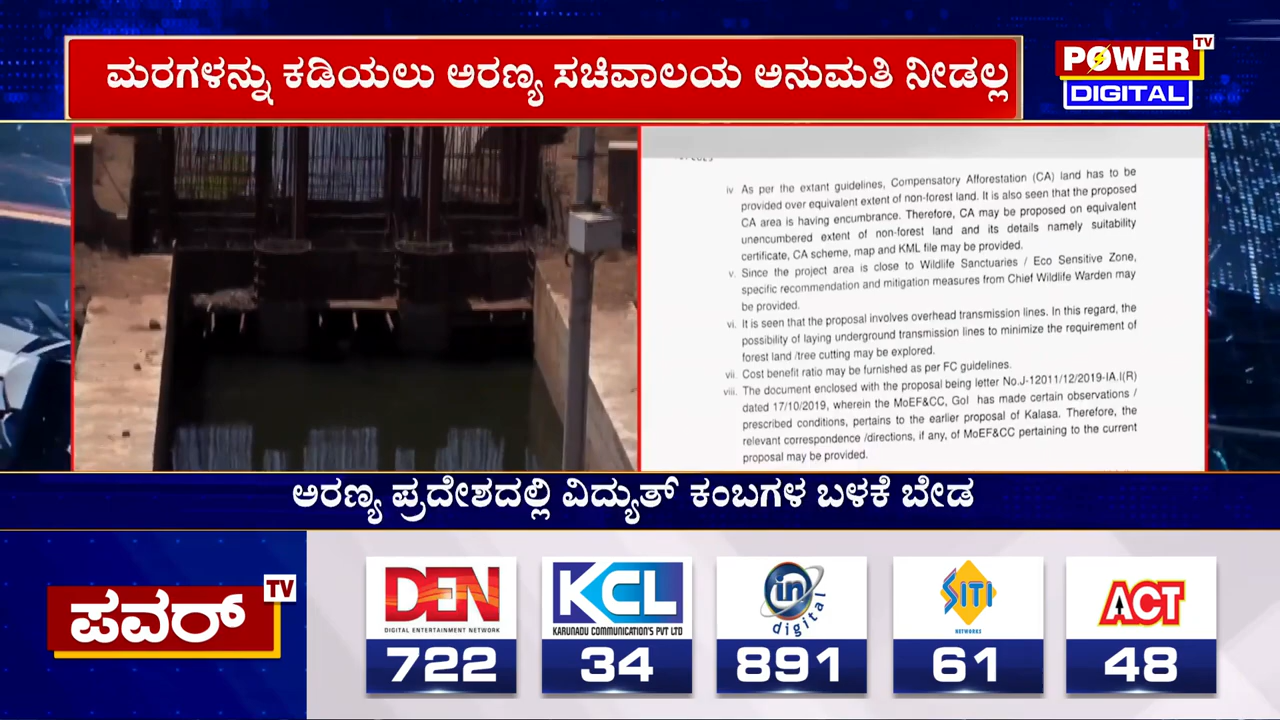 ಮರಗಳನ್ನು ಕಡಿಯಲು ಅರಣ್ಯ ಸಚಿವಾಲಯ ಅನುಮತಿ ನೀಡಲ್ಲ
POWER TV
DIGITAL
iv As per the extant guidelines, Compensatory Afforestation (CA) land has to be
provided over equivalent extent of non-forest land. It is also seen that the proposed
CA area is having encumbrance. Therefore, CA may be proposed on equivalent
unencumbered extent of non-forest land and its details namely suitability
certificate, CA scheme, map and KML file may be provided.
v. Since the project area is close to Wildlife Sanctuaries / Eco Sensitive Zone,
specific recommendation and mitigation measures from Chief Wildlife Warden may
be provided.
vi. It is seen that the proposal involves overhead transmission lines. In this regard, the
possibility of laying underground transmission lines to minimize the requirement of
forest land /tree cutting may be explored.
vii. Cost benefit ratio may be furnished as per FC guidelines.
viii. The document enclosed with the proposal being letter No.J-12011/12/2019-IA.I(R)
dated 17/10/2019, wherein the MoEF&CC, GoI has made certain observations /
prescribed conditions, pertains to the earlier proposal of Kalasa. Therefore, the
relevant correspondence /directions, if any, of MoEF&CC pertaining to the current
proposal may be provided.
ಅರಣ್ಯ ಪ್ರದೇಶದಲ್ಲಿ ವಿದ್ಯುತ್ ಕಂಬಗಳ ಬಳಕೆ ಬೇಡ
ಪವರ್ TV
DEN
DIGITAL ENTERTAINMENT NETWORK
722
KCL
KARUNADU COMMUNICATION'S PVT LTD
34
in
digital
891
SITI
NETWORKS
61
ACT
48